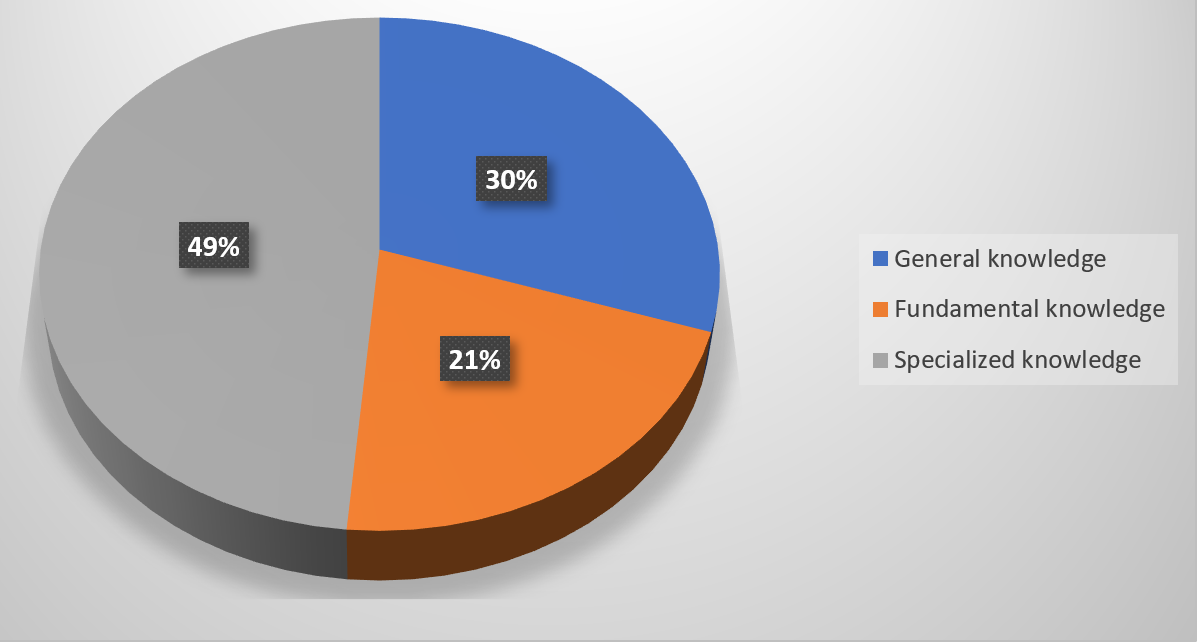 30%
49%
21%
General knowledge
Fundamental knowledge
Specialized knowledge